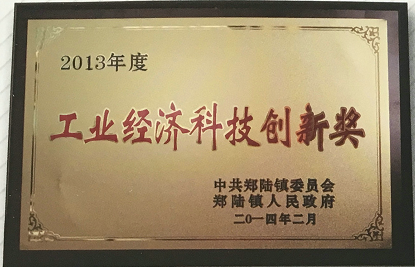 2013年度
工业经济科技创新奖
中共郑陆镇委员会
郑陆镇人民政府
二〇一四年二月